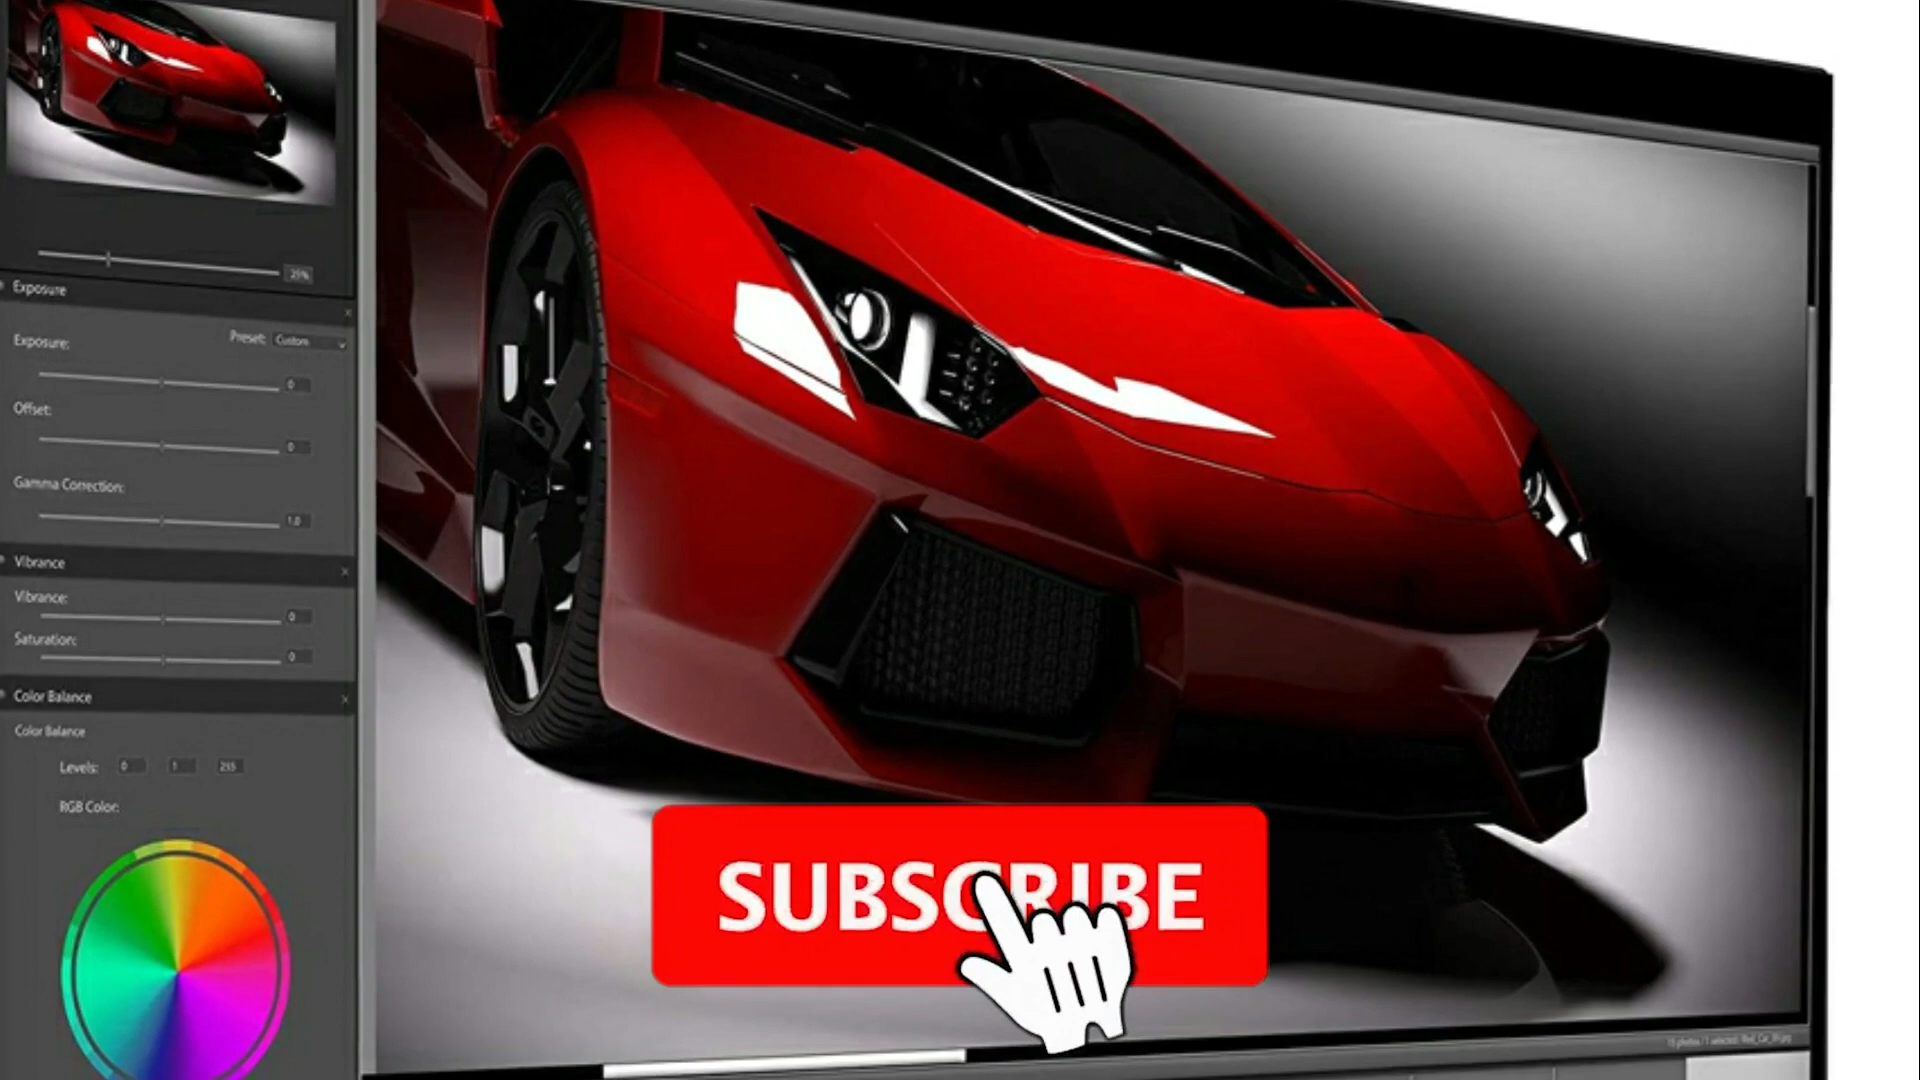 25%
Exposure
Exposure:
Preset: Custom
0
Offset:
0
Gamma Correction:
1.0
Vibrance
Vibrance:
0
Saturation:
0
Color Balance
Color Balance
Levels: 0 1 255
RGB Color:
SUBSCRIBE